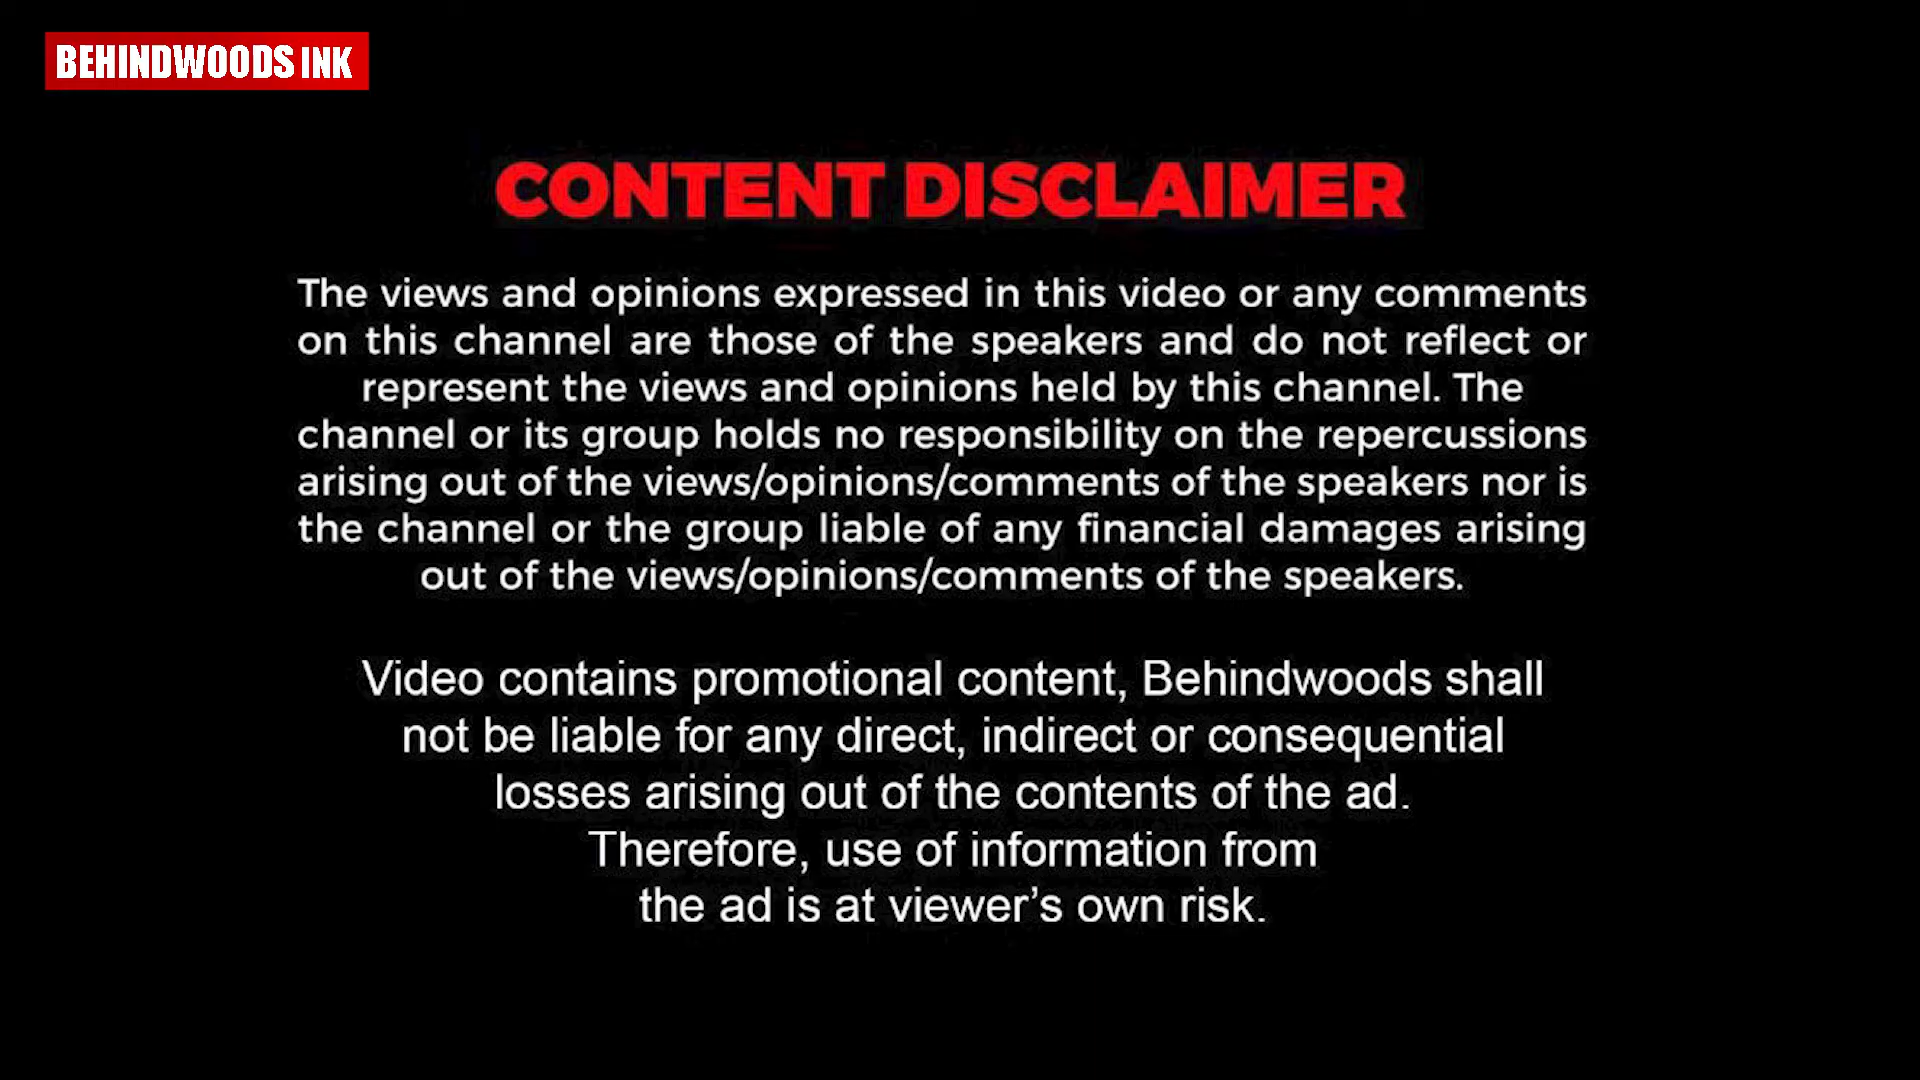 BEHINDWOODS INK
CONTENT DISCLAIMER
The views and opinions expressed in this video or any comments
on this channel are those of the speakers and do not reflect or
represent the views and opinions held by this channel. The
channel or its group holds no responsibility on the repercussions
arising out of the views/opinions/comments of the speakers nor is
the channel or the group liable of any financial damages arising
out of the views/opinions/comments of the speakers.
Video contains promotional content, Behindwoods shall
not be liable for any direct, indirect or consequential
losses arising out of the contents of the ad.
Therefore, use of information from
the ad is at viewer’s own risk.